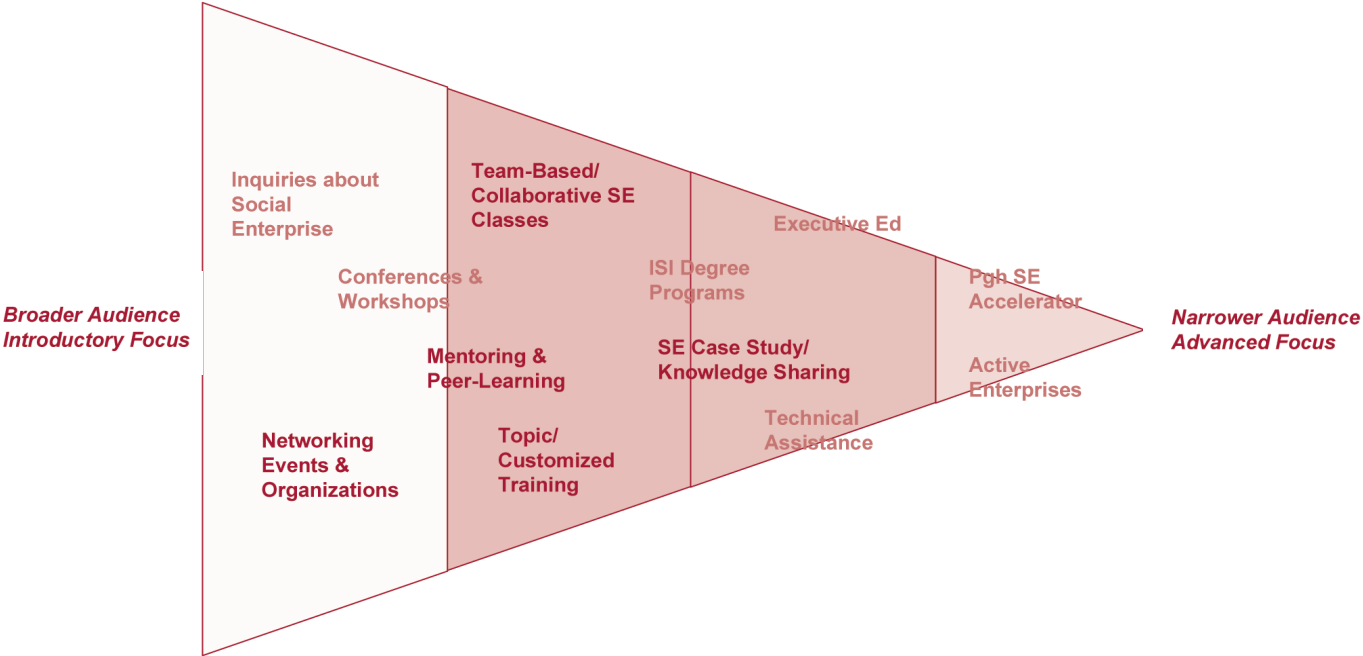 Broader Audience
Introductory Focus
Inquiries about
Social
Enterprise
Conferences &
Workshops
Networking
Events &
Organizations
Team-Based/
Collaborative SE
Classes
Mentoring &
Peer-Learning
Topic/
Customized
Training
ISI Degree
Programs
SE Case Study/
Knowledge Sharing
Executive Ed
Technical
Assistance
Pgh SE
Accelerator
Active
Enterprises
Narrower Audience
Advanced Focus